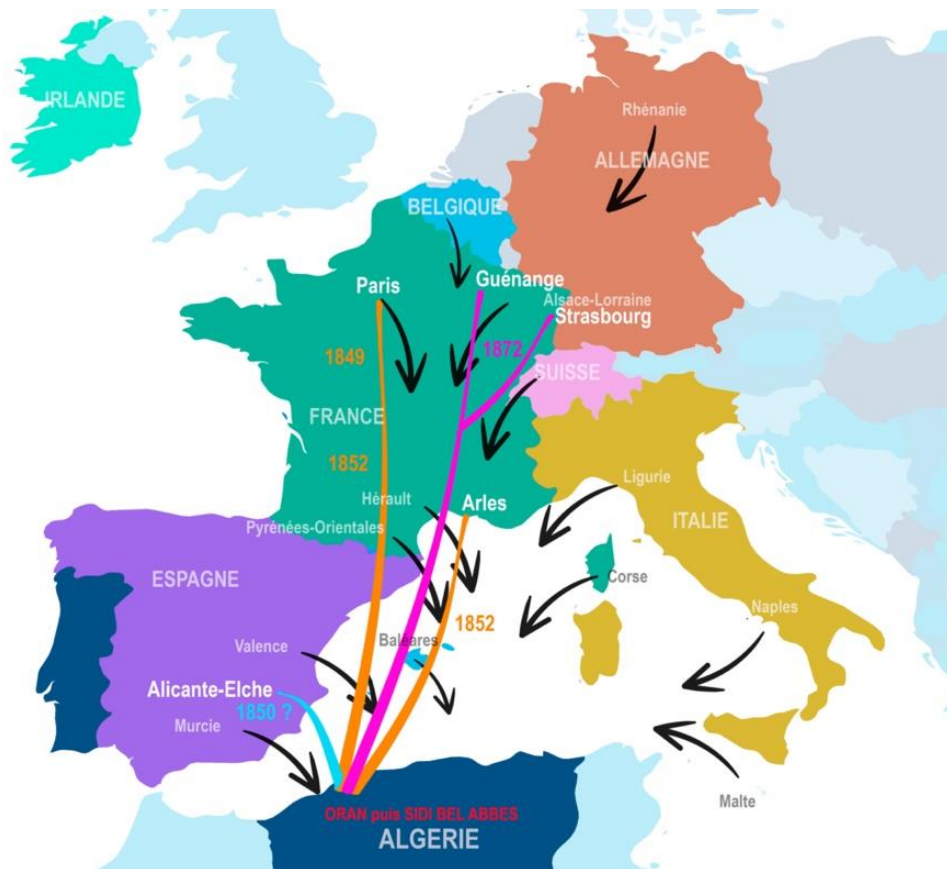 IRLANDE
Rhénanie
ALLEMAGNE
BELGIQUE
Paris
Guénange
Alsace-Lorraine
Strasbourg
1849
1872
SUISSE
FRANCE
1852
Hérault
Ligurie
Arles
Pyrénées-Orientales
ITALIE
ESPAGNE
Corse
Naples
1852
Valence
Baléares
Alicante-Elche
1850 ?
Murcie
Malte
ORAN puis SIDI BEL ABBES
ALGERIE